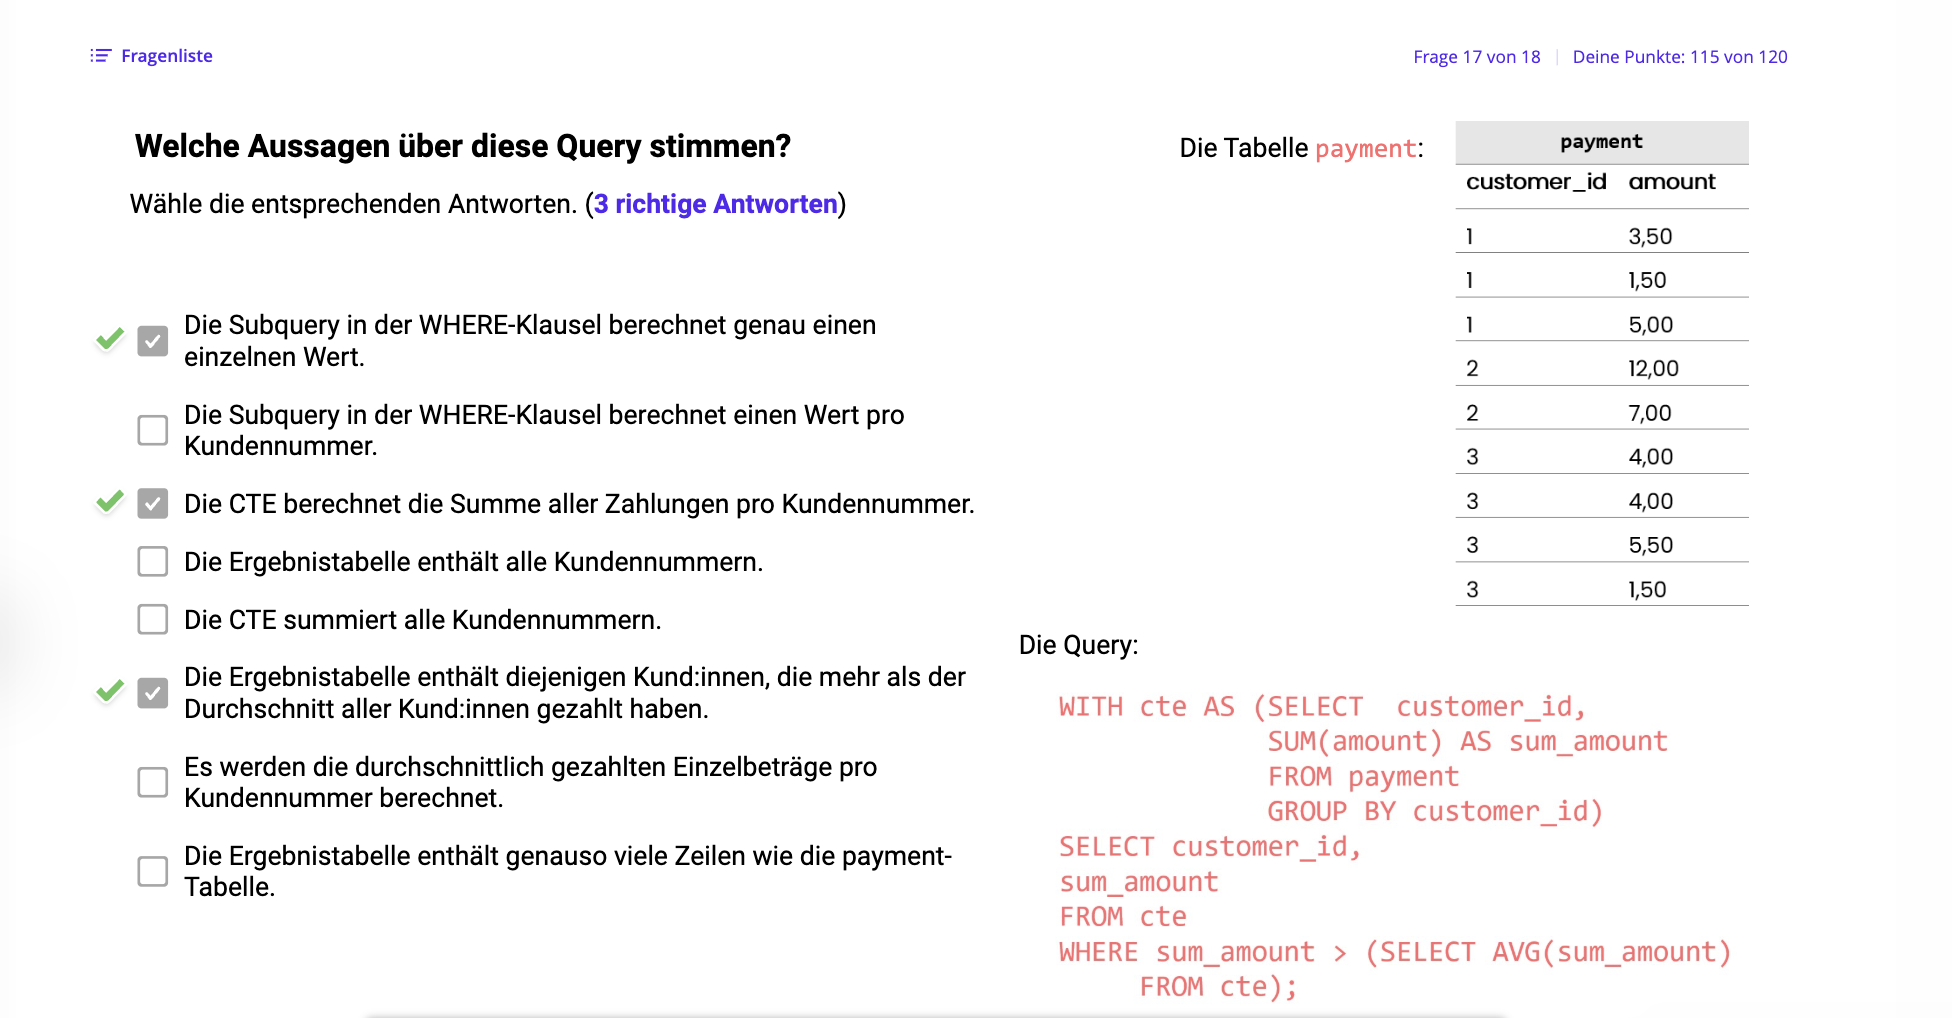 Fragenliste
Frage 17 von 18 | Deine Punkte: 115 von 120
Welche Aussagen über diese Query stimmen?
Wähle die entsprechenden Antworten. (3 richtige Antworten)
Die Subquery in der WHERE-Klausel berechnet genau einen
einzelnen Wert.
Die Subquery in der WHERE-Klausel berechnet einen Wert pro
Kundennummer.
Die CTE berechnet die Summe aller Zahlungen pro Kundennummer.
Die Ergebnistabelle enthält alle Kundennummern.
Die CTE summiert alle Kundennummern.
Die Ergebnistabelle enthält diejenigen Kund:innen, die mehr als der
Durchschnitt aller Kund:innen gezahlt haben.
Es werden die durchschnittlich gezahlten Einzelbeträge pro
Kundennummer berechnet.
Die Ergebnistabelle enthält genauso viele Zeilen wie die payment-
Tabelle.
Die Tabelle payment:
payment
customer_id amount
1 3,50
1 1,50
1 5,00
2 12,00
2 7,00
3 4,00
3 4,00
3 5,50
3 1,50
Die Query:
WITH cte AS (SELECT customer_id,
SUM(amount) AS sum_amount
FROM payment
GROUP BY customer_id)
SELECT customer_id,
sum_amount
FROM cte
WHERE sum_amount > (SELECT AVG(sum_amount)
FROM cte);